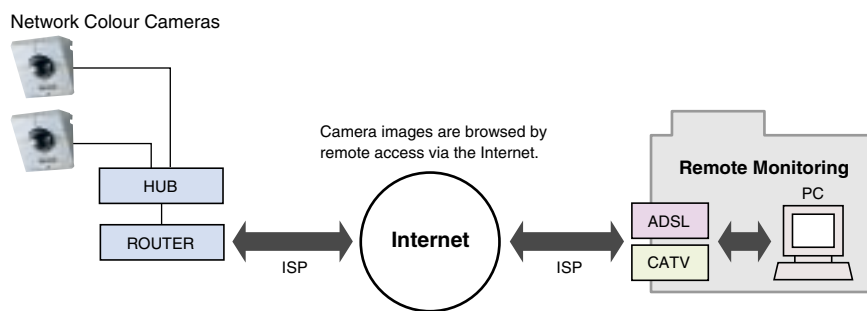 Network Colour Cameras
Camera images are browsed by
remote access via the Internet.
Remote Monitoring
PC
HUB
ROUTER
Internet
ADSL
CATV
ISP
ISP